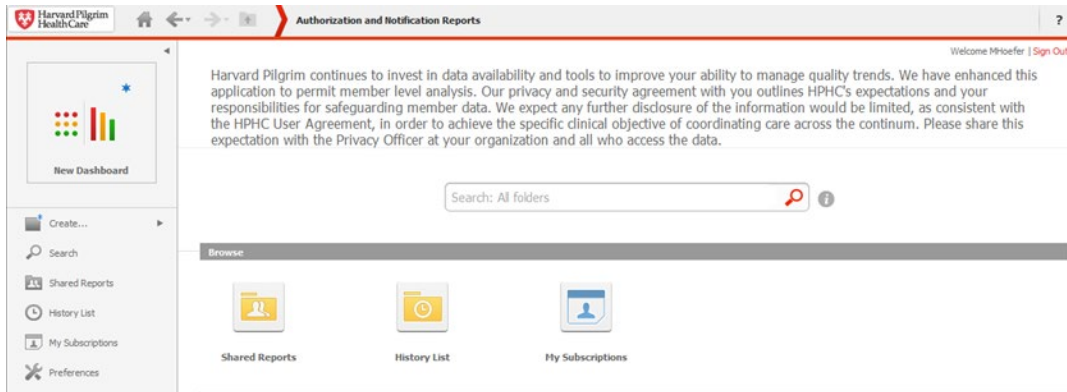 Harvard Pilgrim
HealthCare
Authorization and Notification Reports
?
Welcome MHoefer | Sign Out
Harvard Pilgrim continues to invest in data availability and tools to improve your ability to manage quality trends. We have enhanced this
application to permit member level analysis. Our privacy and security agreement with you outlines HPHC's expectations and your
responsibilities for safeguarding member data. We expect any further disclosure of the information would be limited, as consistent with
the HPHC User Agreement, in order to achieve the specific clinical objective of coordinating care across the continum. Please share this
expectation with the Privacy Officer at your organization and all who access the data.
New Dashboard
Search: All folders
i
Create...
Search
Shared Reports
History List
My Subscriptions
Preferences
Browse
Shared Reports
History List
My Subscriptions